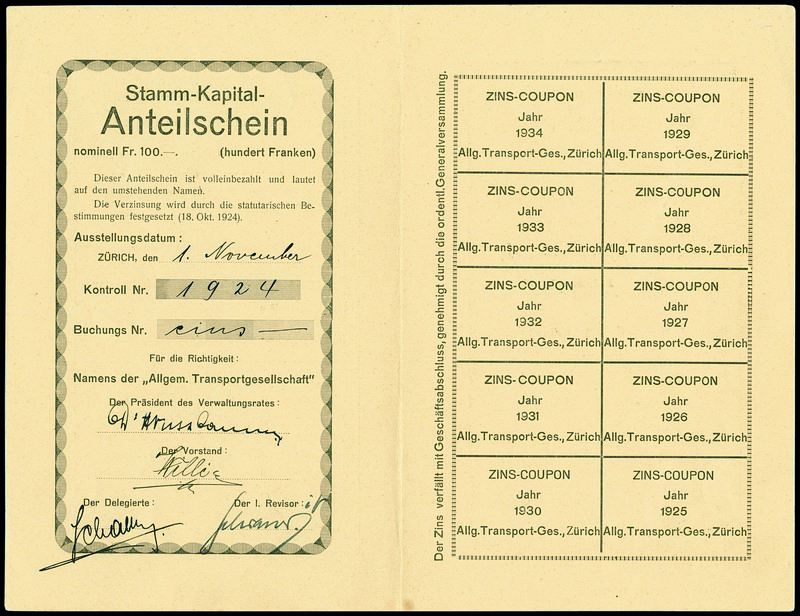 Stamm-Kapital-
Anteilschein
nominell Fr. 100.—. (hundert Franken)
Dieser Anteilschein ist volleinbezahlt und lautet
auf den umstehenden Namen.
Die Verzinsung wird durch die statutarischen Be-
stimmungen festgesetzt (18. Okt. 1924).
Ausstellungsdatum :
ZÜRICH, den 1. November
Kontroll Nr. 1924
Buchungs Nr. eins —
Für die Richtigkeit :
Namens der „Allgem. Transportgesellschaft“
Der Präsident des Verwaltungsrates :
Der Vorstand :
Der Delegierte : Der I. Revisor :
Der Zins verfällt mit Geschäftsabschluss, genehmigt durch die ordentl. Generalversammlung.
ZINS-COUPON
Jahr
1934
Allg. Transport-Ges., Zürich
ZINS-COUPON
Jahr
1929
Allg. Transport-Ges., Zürich
ZINS-COUPON
Jahr
1933
Allg. Transport-Ges., Zürich
ZINS-COUPON
Jahr
1928
Allg. Transport-Ges., Zürich
ZINS-COUPON
Jahr
1932
Allg. Transport-Ges., Zürich
ZINS-COUPON
Jahr
1927
Allg. Transport-Ges., Zürich
ZINS-COUPON
Jahr
1931
Allg. Transport-Ges., Zürich
ZINS-COUPON
Jahr
1926
Allg. Transport-Ges., Zürich
ZINS-COUPON
Jahr
1930
Allg. Transport-Ges., Zürich
ZINS-COUPON
Jahr
1925
Allg. Transport-Ges., Zürich